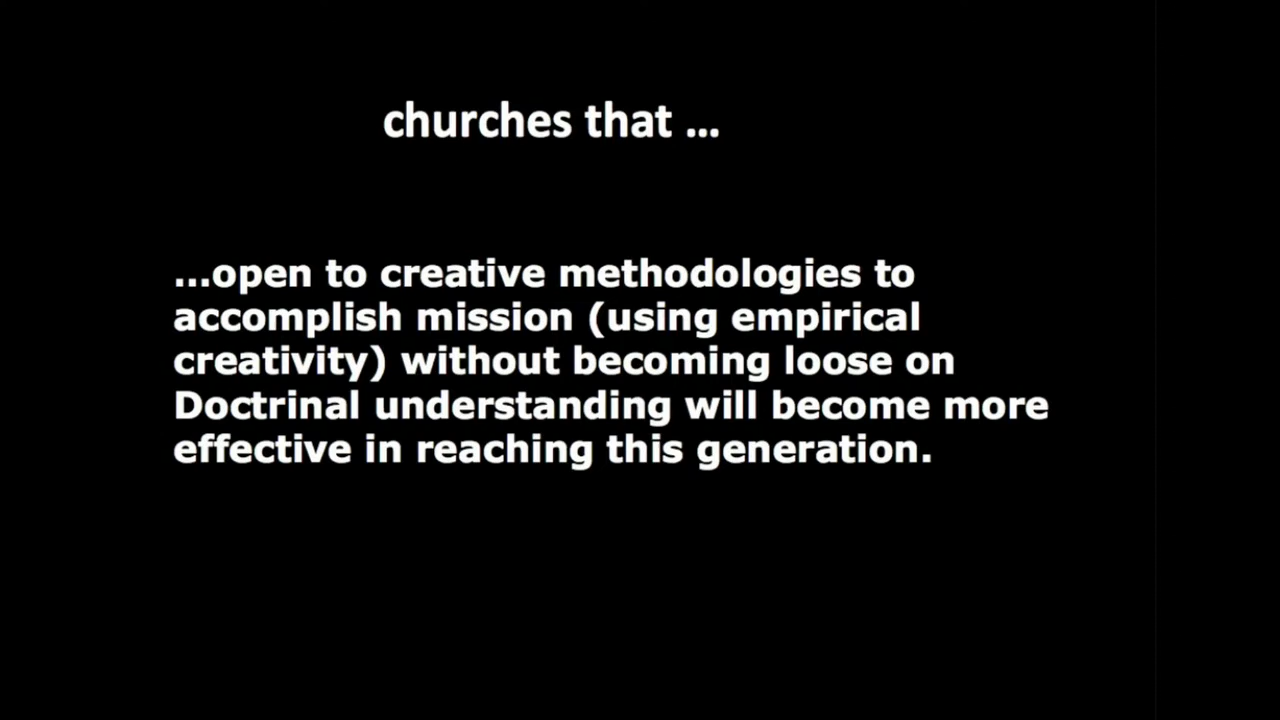 churches that ...
...open to creative methodologies to
accomplish mission (using empirical
creativity) without becoming loose on
Doctrinal understanding will become more
effective in reaching this generation.